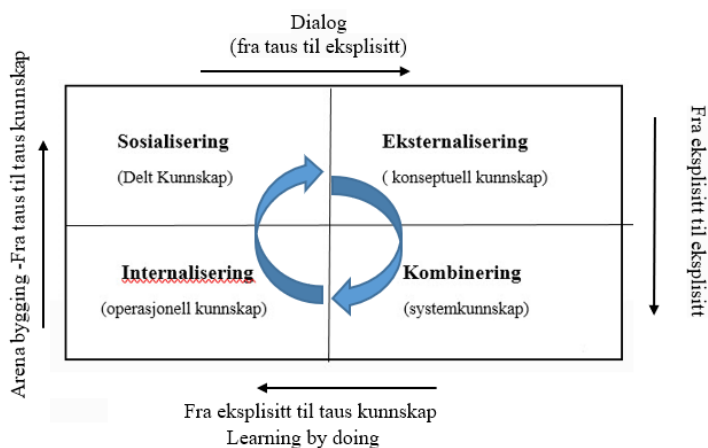 Dialog
(fra taus til eksplisitt)
Arena bygging -Fra taus til taus kunnskap
Sosialisering
(Delt Kunnskap)
Eksternalisering
( konseptuell kunnskap)
Fra eksplisitt til eksplisitt
Internalisering
(operasjonell kunnskap)
Kombinering
(systemkunnskap)
Fra eksplisitt til taus kunnskap
Learning by doing